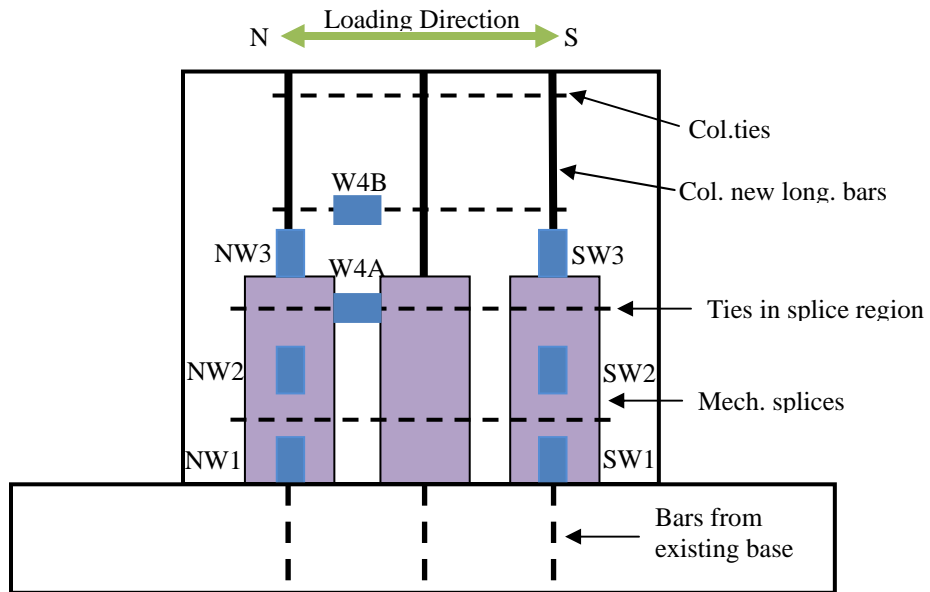 Loading Direction
N
S
Col.ties
W4B
Col. new long. bars
NW3
W4A
SW3
Ties in splice region
NW2
SW2
Mech. splices
NW1
SW1
Bars from
existing base